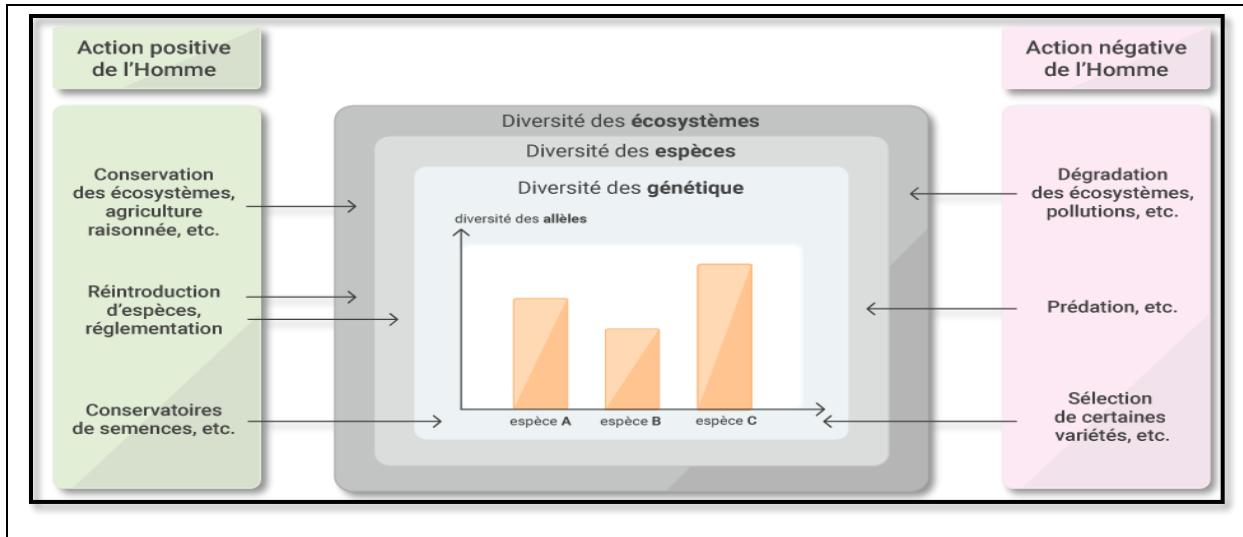 Action positive
de l'Homme
Action négative
de l'Homme
Conservation
des écosystèmes,
agriculture
raisonnée, etc.
Réintroduction
d'espèces,
réglementation
Conservatoires
de semences, etc.
Diversité des écosystèmes
Diversité des espèces
Diversité des génétique
diversité des allèles
espèce A
espèce B
espèce C
Dégradation
des écosystèmes,
pollutions, etc.
Prédation, etc.
Sélection
de certaines
variétés, etc.